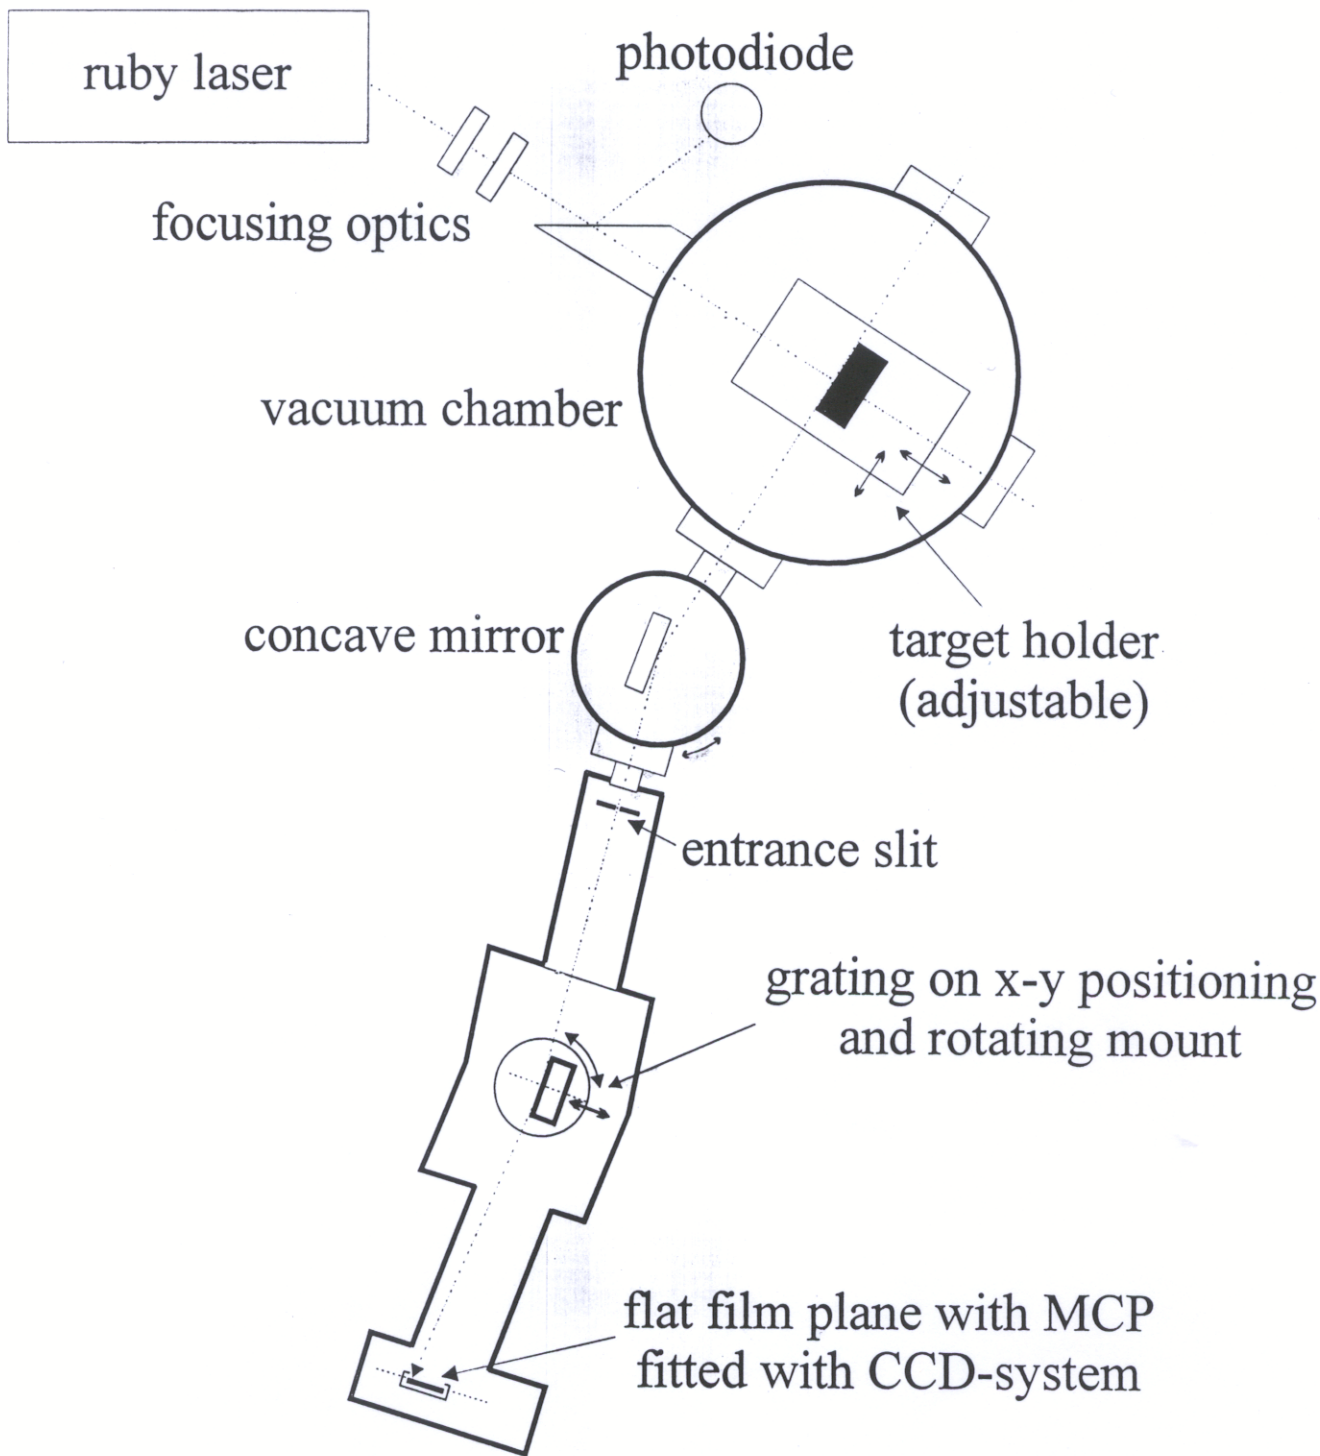 ruby laser
photodiode
focusing optics
vacuum chamber
concave mirror
target holder
(adjustable)
entrance slit
grating on x-y positioning
and rotating mount
flat film plane with MCP
fitted with CCD-system